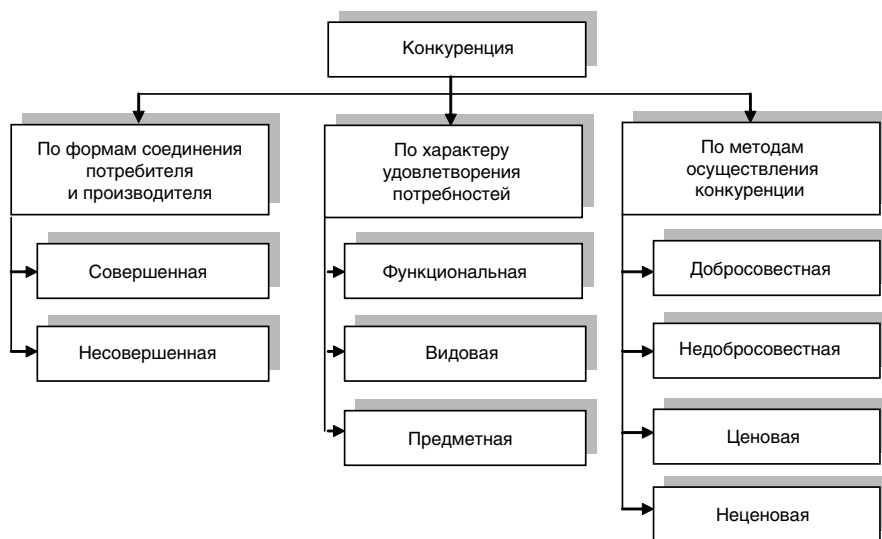 Конкуренция
По формам соединения
потребителя
и производителя
Совершенная
Несовершенная
По характеру
удовлетворения
потребностей
Функциональная
Видовая
Предметная
По методам
осуществления
конкуренции
Добросовестная
Недобросовестная
Ценовая
Неценовая